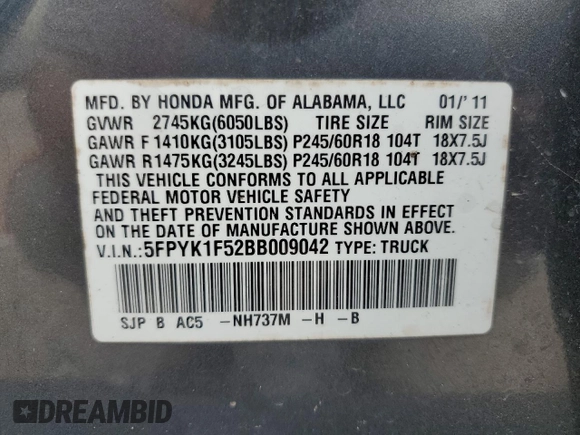 MFD. BY HONDA MFG. OF ALABAMA, LLC 01/'11
GVWR 2745KG(6050LBS) TIRE SIZE RIM SIZE
GAWR F 1410KG(3105LBS) P245/60R18 104T 18X7.5J
GAWR R1475KG(3245LBS) P245/60R18 104T 18X7.5J
THIS VEHICLE CONFORMS TO ALL APPLICABLE
FEDERAL MOTOR VEHICLE SAFETY
AND THEFT PREVENTION STANDARDS IN EFFECT
ON THE DATE OF MANUFACTURE SHOWN ABOVE.
V.I.N.:5FPYK1F52BB009042 TYPE: TRUCK
SJP B AC5 -NH737M -H -B
DREAMBID